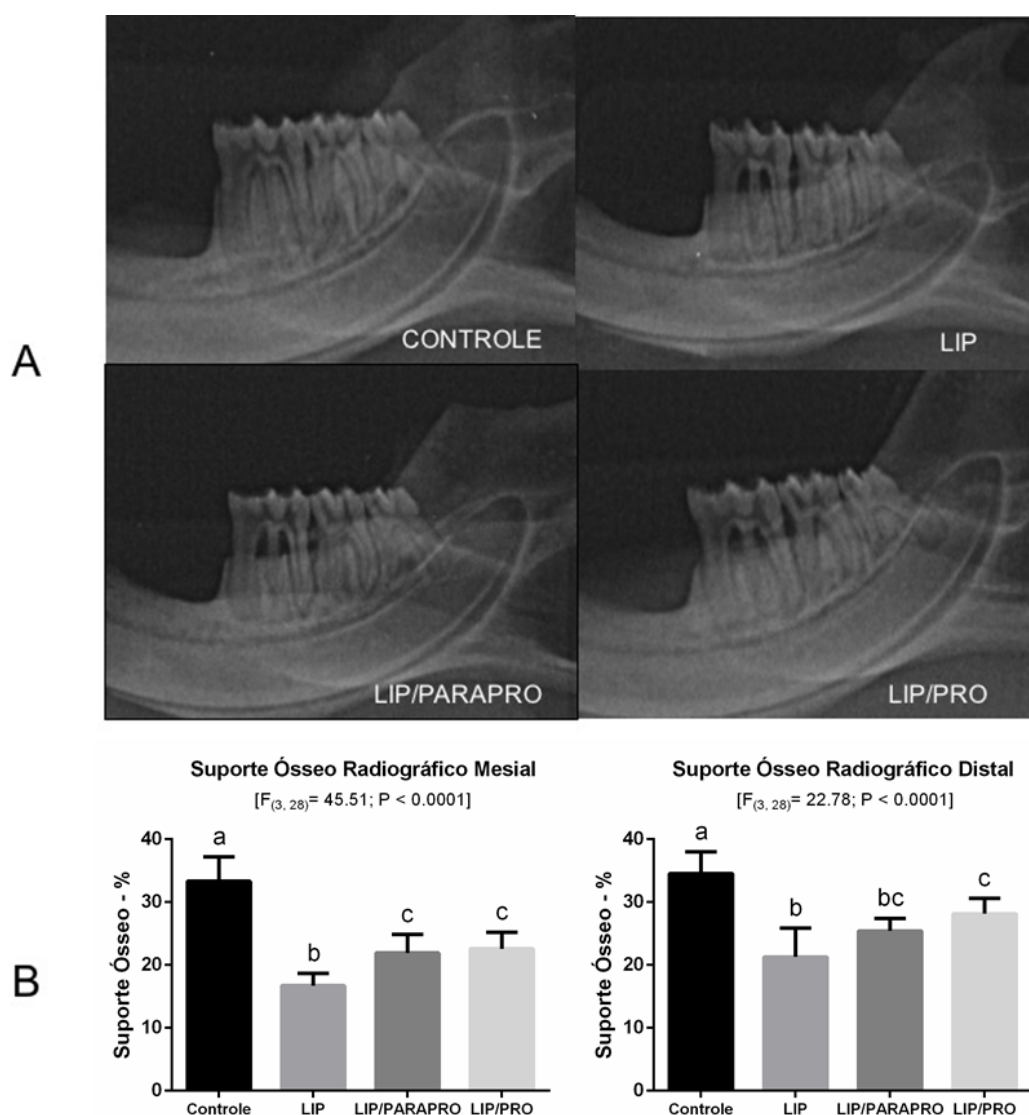 A
CONTROLE
LIP
LIP/PARAPRO
LIP/PRO
B
Suporte Ósseo Radiográfico Mesial
[F(3, 28)= 45.51; P < 0.0001]
Suporte Ósseo - %
40
30
20
10
0
a
b
c
c
Controle LIP LIP/PARAPRO LIP/PRO
Suporte Ósseo Radiográfico Distal
[F(3, 28)= 22.78; P < 0.0001]
Suporte Ósseo - %
40
30
20
10
0
a
b
bc
c
Controle LIP LIP/PARAPRO LIP/PRO